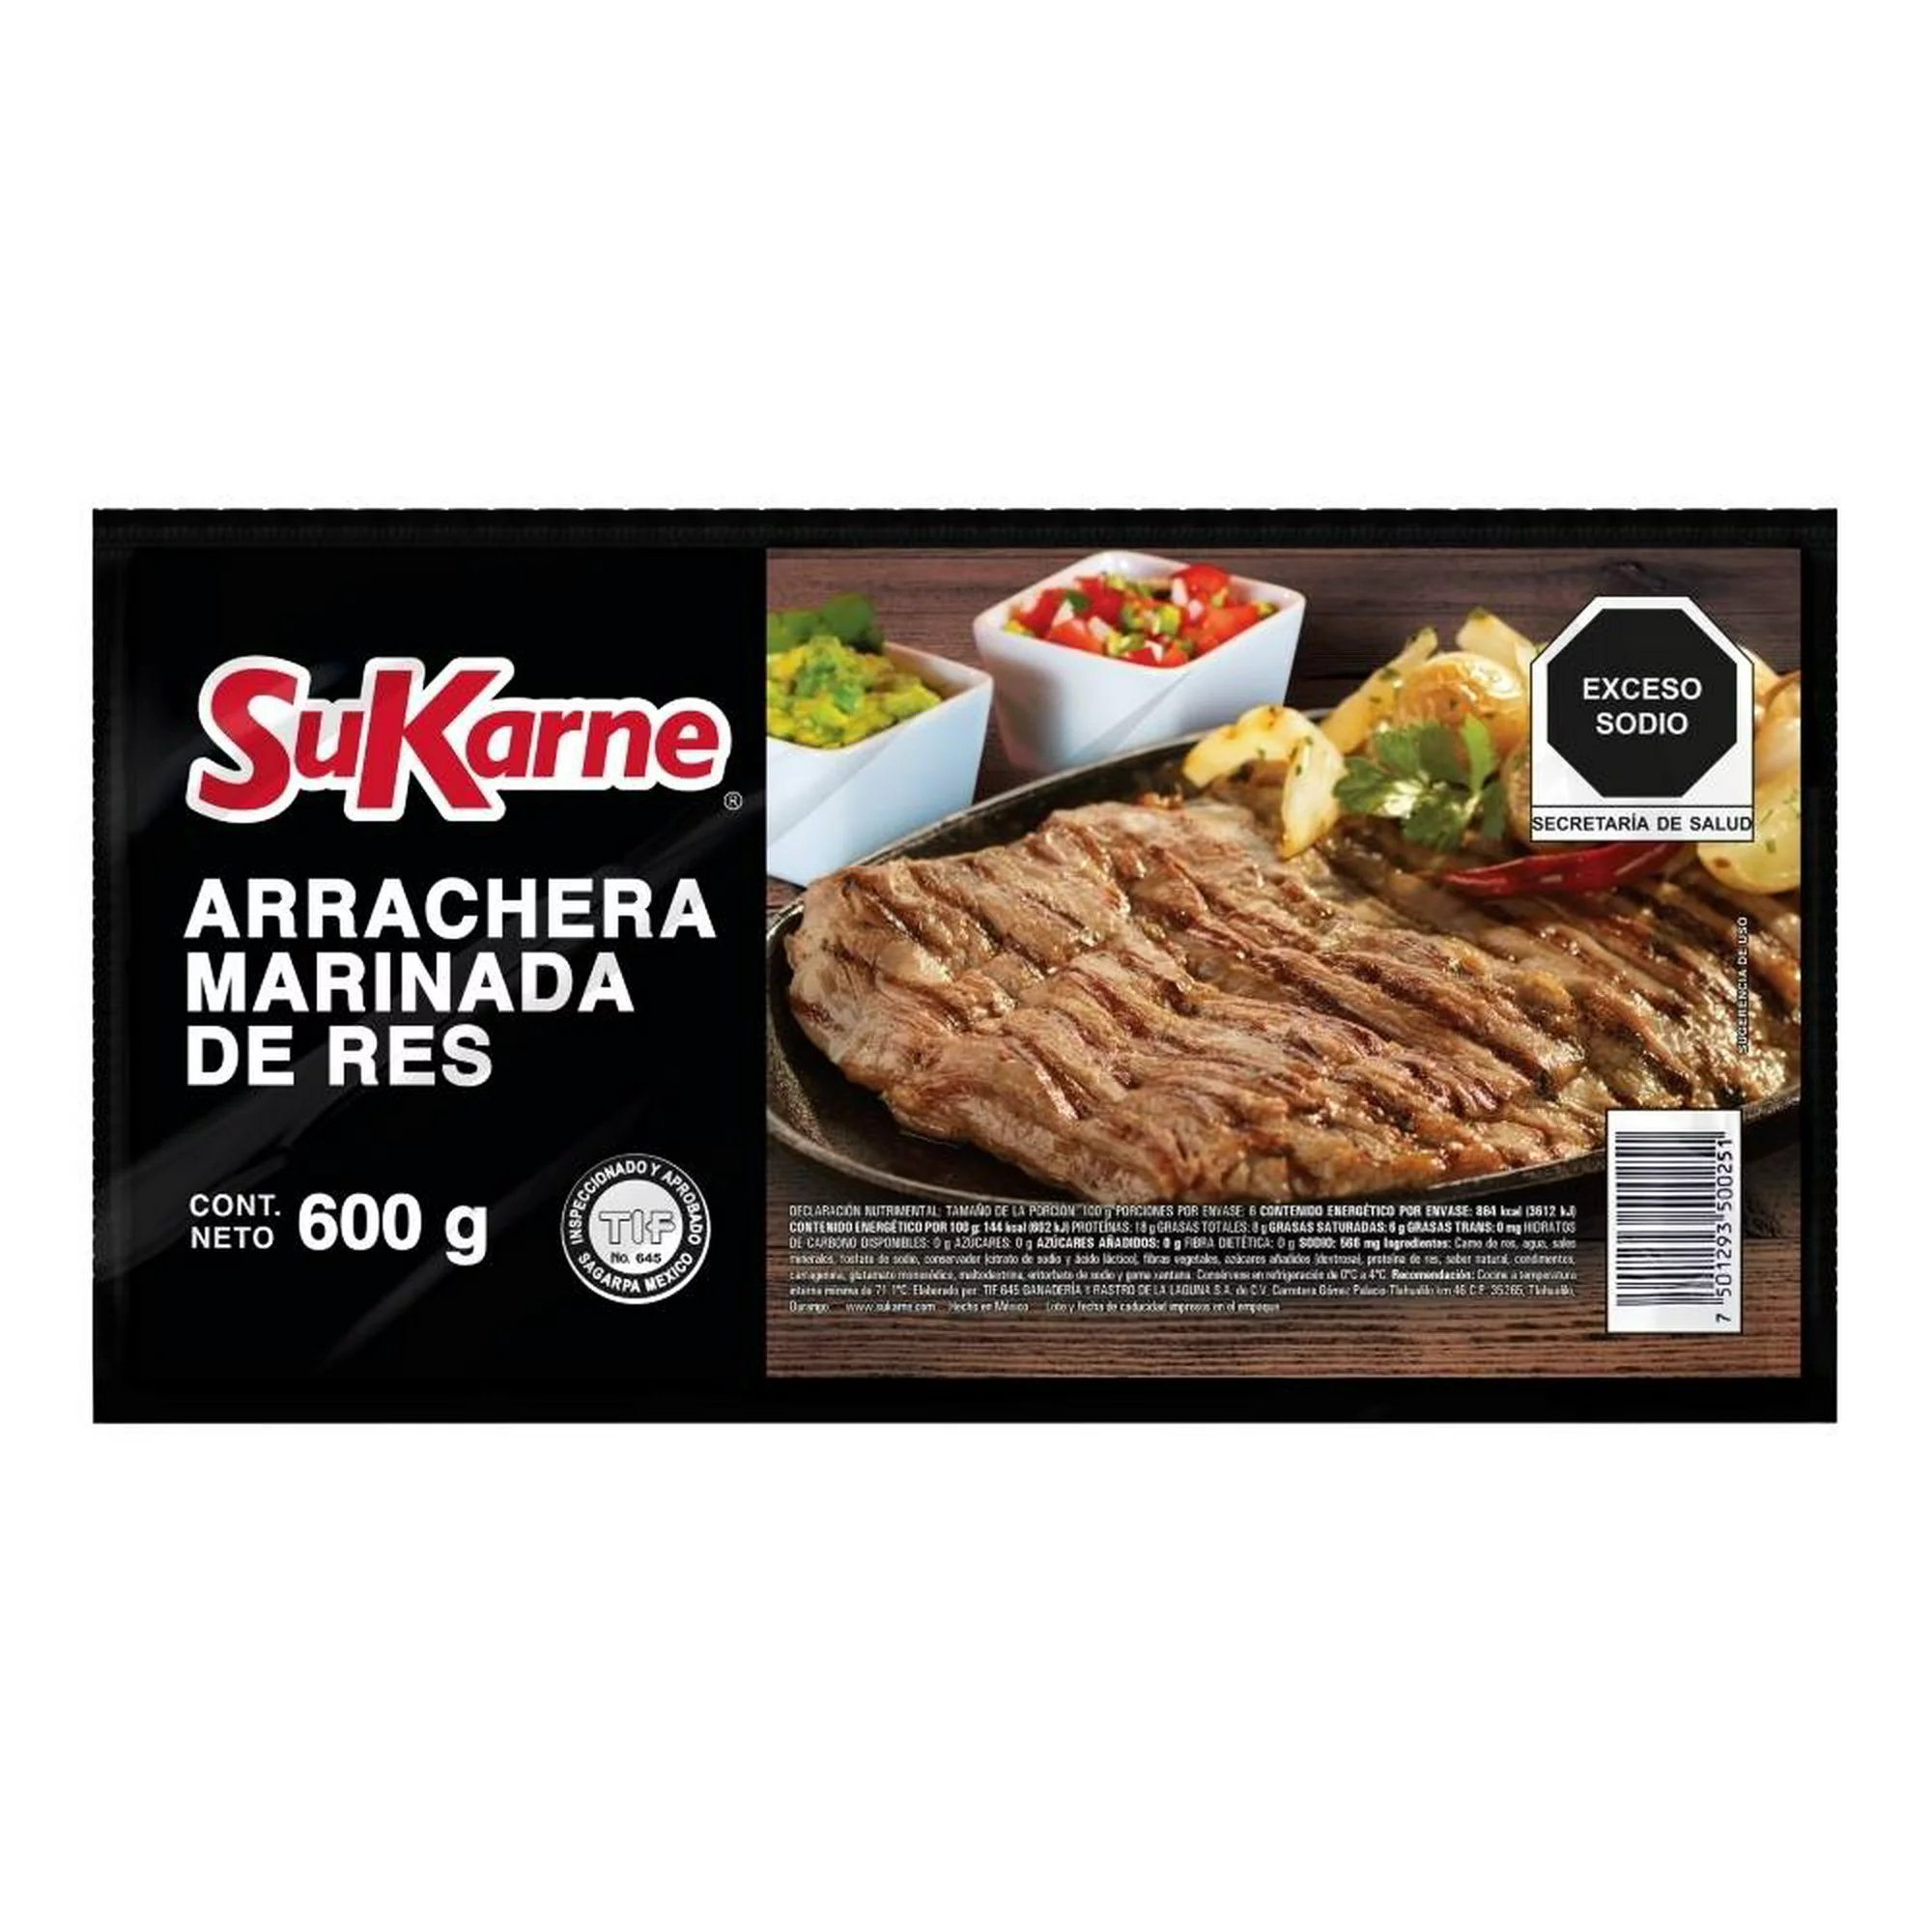 SuKarne
®
ARRACHERA
MARINADA
DE RES
CONT.
NETO
600 g
INSPECCIONADO Y APROBADO
TIF
No. 645
SAGARPA MEXICO
EXCESO
SODIO
SECRETARÍA DE SALUD
SUGERENCIA DE USO
DECLARACIÓN NUTRIMENTAL: TAMAÑO DE LA PORCIÓN: 100 g PORCIONES POR ENVASE: 6 CONTENIDO ENERGÉTICO POR ENVASE: 864 kcal (3612 kJ)
CONTENIDO ENERGÉTICO POR 100 g: 144 kcal (602 kJ) PROTEÍNAS: 18 g GRASAS TOTALES: 8 g GRASAS SATURADAS: 6 g GRASAS TRANS: 0 mg HIDRATOS
DE CARBONO DISPONIBLES: 0 g AZÚCARES: 0 g AZÚCARES AÑADIDOS: 0 g FIBRA DIETÉTICA: 0 g SODIO: 566 mg Ingredientes: Carne de res, agua, sales
minerales, fosfato de sodio, conservador (citrato de sodio y ácido láctico), fibras vegetales, azúcares añadidos (dextrosa), proteína de res, sabor natural, condimentos,
carragenina, glutamato monosódico, maltodextrina, eritorbato de sodio y goma xantana. Consérvese en refrigeración de 0°C a 4°C. Recomendación: Cocine a temperatura
interna mínima de 71.1°C. Elaborado por: TIF 645 GANADERÍA Y RASTRO DE LA LAGUNA S.A. de C.V. Carretera Gómez Palacio-Tlahualilo km 46 C.P. 35265, Tlahualilo,
Durango. www.sukarne.com Hecho en México Lote y fecha de caducidad impresos en el empaque
7 501293 500251